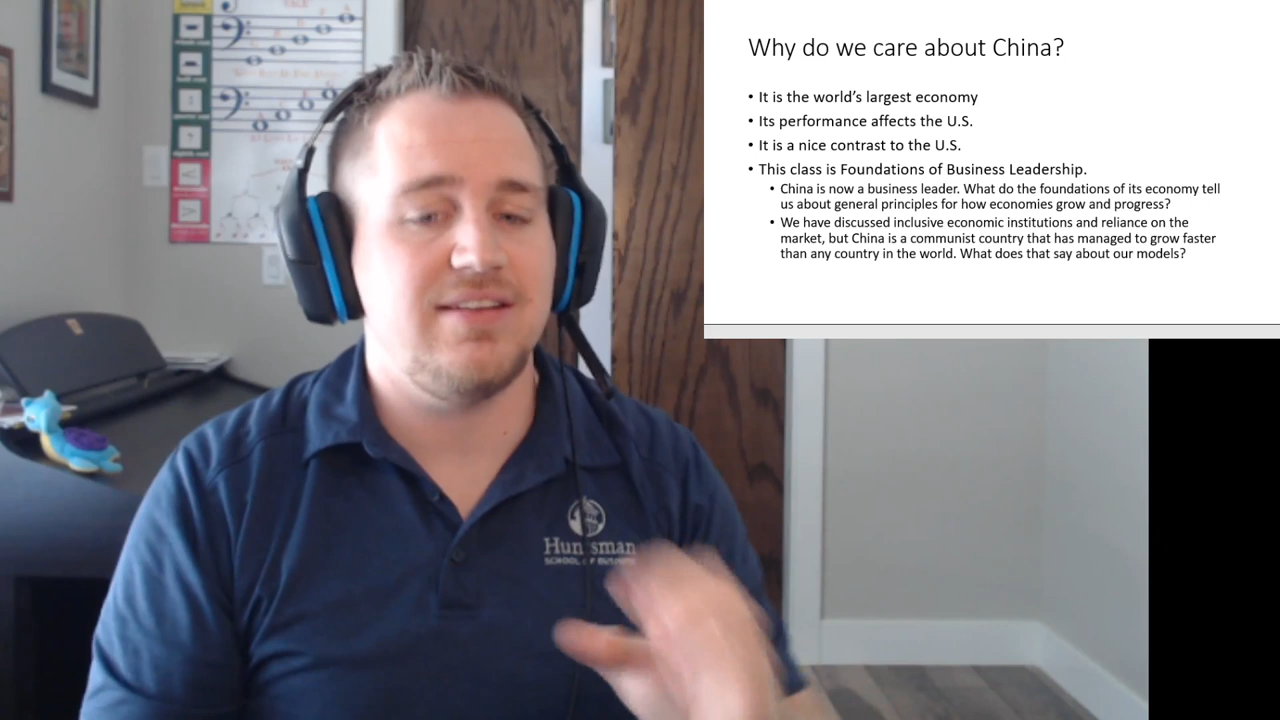 Why do we care about China?
• It is the world’s largest economy
• Its performance affects the U.S.
• It is a nice contrast to the U.S.
• This class is Foundations of Business Leadership.
• China is now a business leader. What do the foundations of its economy tell
us about general principles for how economies grow and progress?
• We have discussed inclusive economic institutions and reliance on the
market, but China is a communist country that has managed to grow faster
than any country in the world. What does that say about our models?
Huntsman
SCHOOL OF BUSINESS